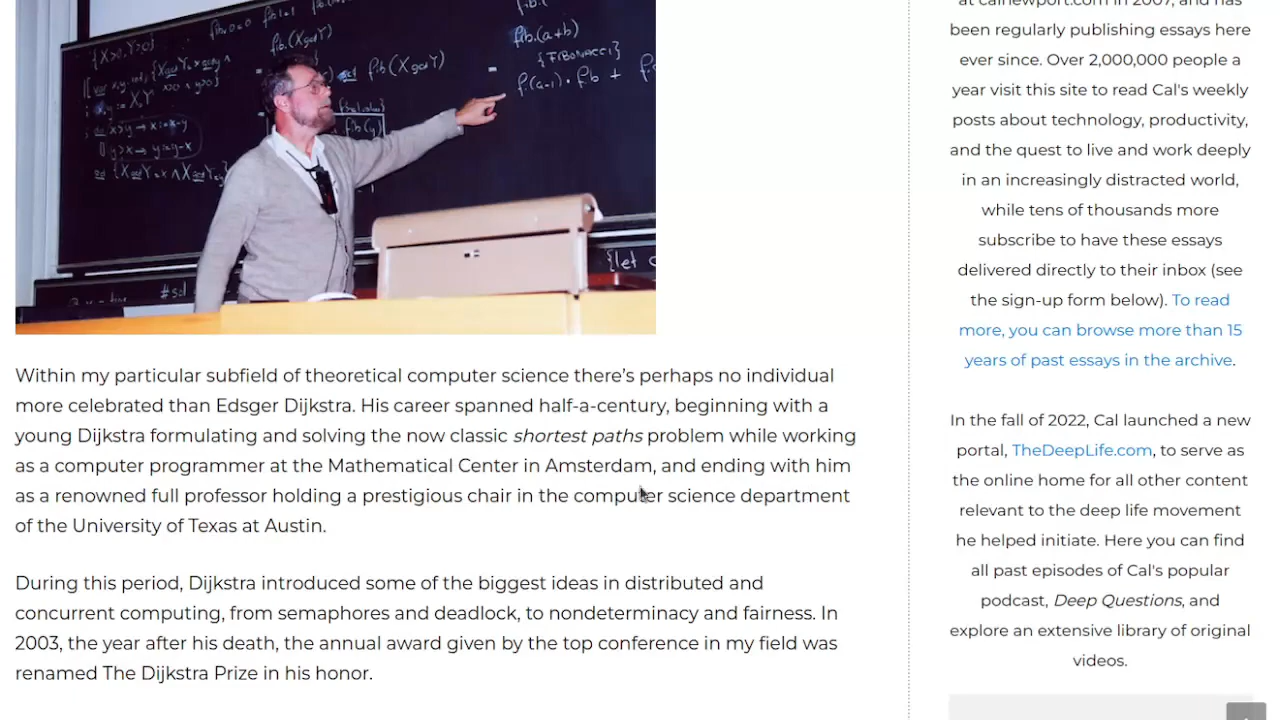 fib.(a+b)
{FIBONACCI}
fib.(X gcd Y)
{X>0, Y>0}
; do x>y → x:=x-y
▯ y>x → y:=y-x
{let
Within my particular subfield of theoretical computer science there’s perhaps no individual
more celebrated than Edsger Dijkstra. His career spanned half-a-century, beginning with a
young Dijkstra formulating and solving the now classic shortest paths problem while working
as a computer programmer at the Mathematical Center in Amsterdam, and ending with him
as a renowned full professor holding a prestigious chair in the computer science department
of the University of Texas at Austin.
During this period, Dijkstra introduced some of the biggest ideas in distributed and
concurrent computing, from semaphores and deadlock, to nondeterminacy and fairness. In
2003, the year after his death, the annual award given by the top conference in my field was
renamed The Dijkstra Prize in his honor.
at calnewport.com in 2007, and has
been regularly publishing essays here
ever since. Over 2,000,000 people a
year visit this site to read Cal's weekly
posts about technology, productivity,
and the quest to live and work deeply
in an increasingly distracted world,
while tens of thousands more
subscribe to have these essays
delivered directly to their inbox (see
the sign-up form below). To read
more, you can browse more than 15
years of past essays in the archive.
In the fall of 2022, Cal launched a new
portal, TheDeepLife.com, to serve as
the online home for all other content
relevant to the deep life movement
he helped initiate. Here you can find
all past episodes of Cal's popular
podcast, Deep Questions, and
explore an extensive library of original
videos.